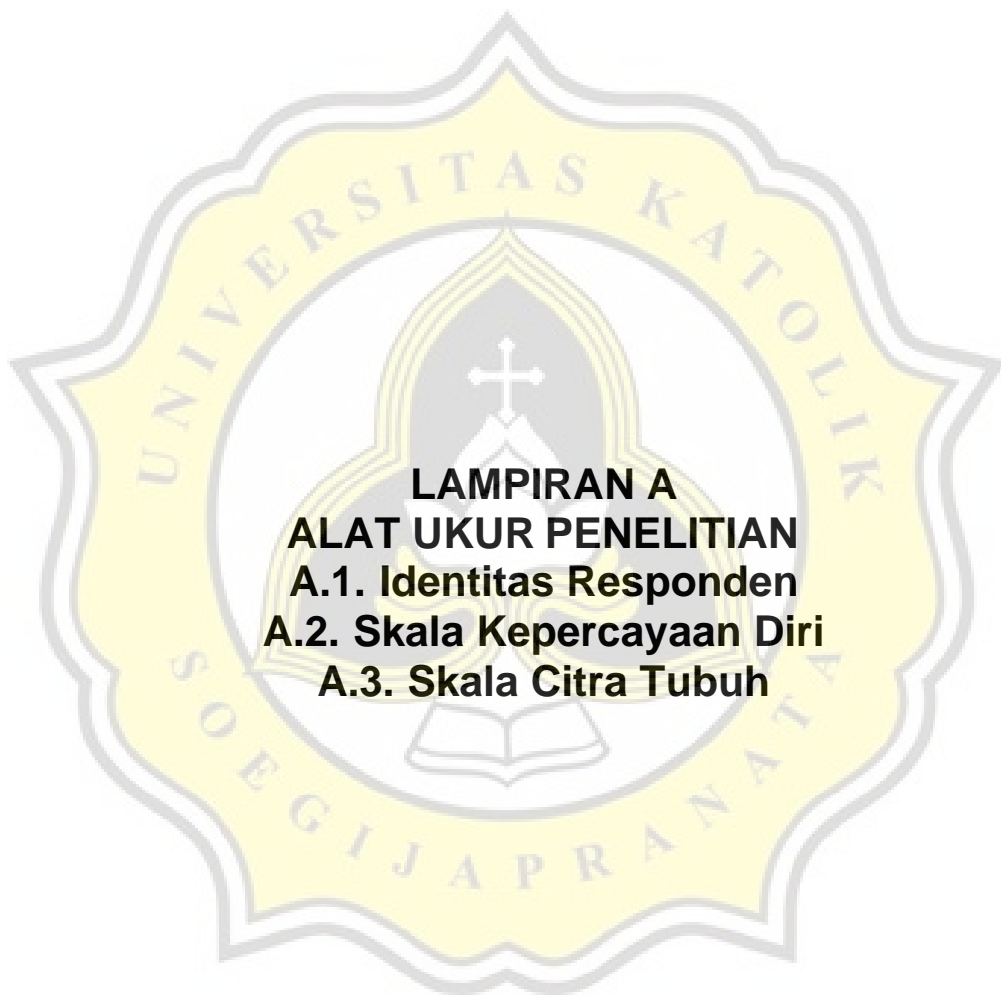 UNIVERSITAS KATOLIK
LAMPIRAN A
ALAT UKUR PENELITIAN
A.1. Identitas Responden
A.2. Skala Kepercayaan Diri
A.3. Skala Citra Tubuh
SOEGIJAPRANATA